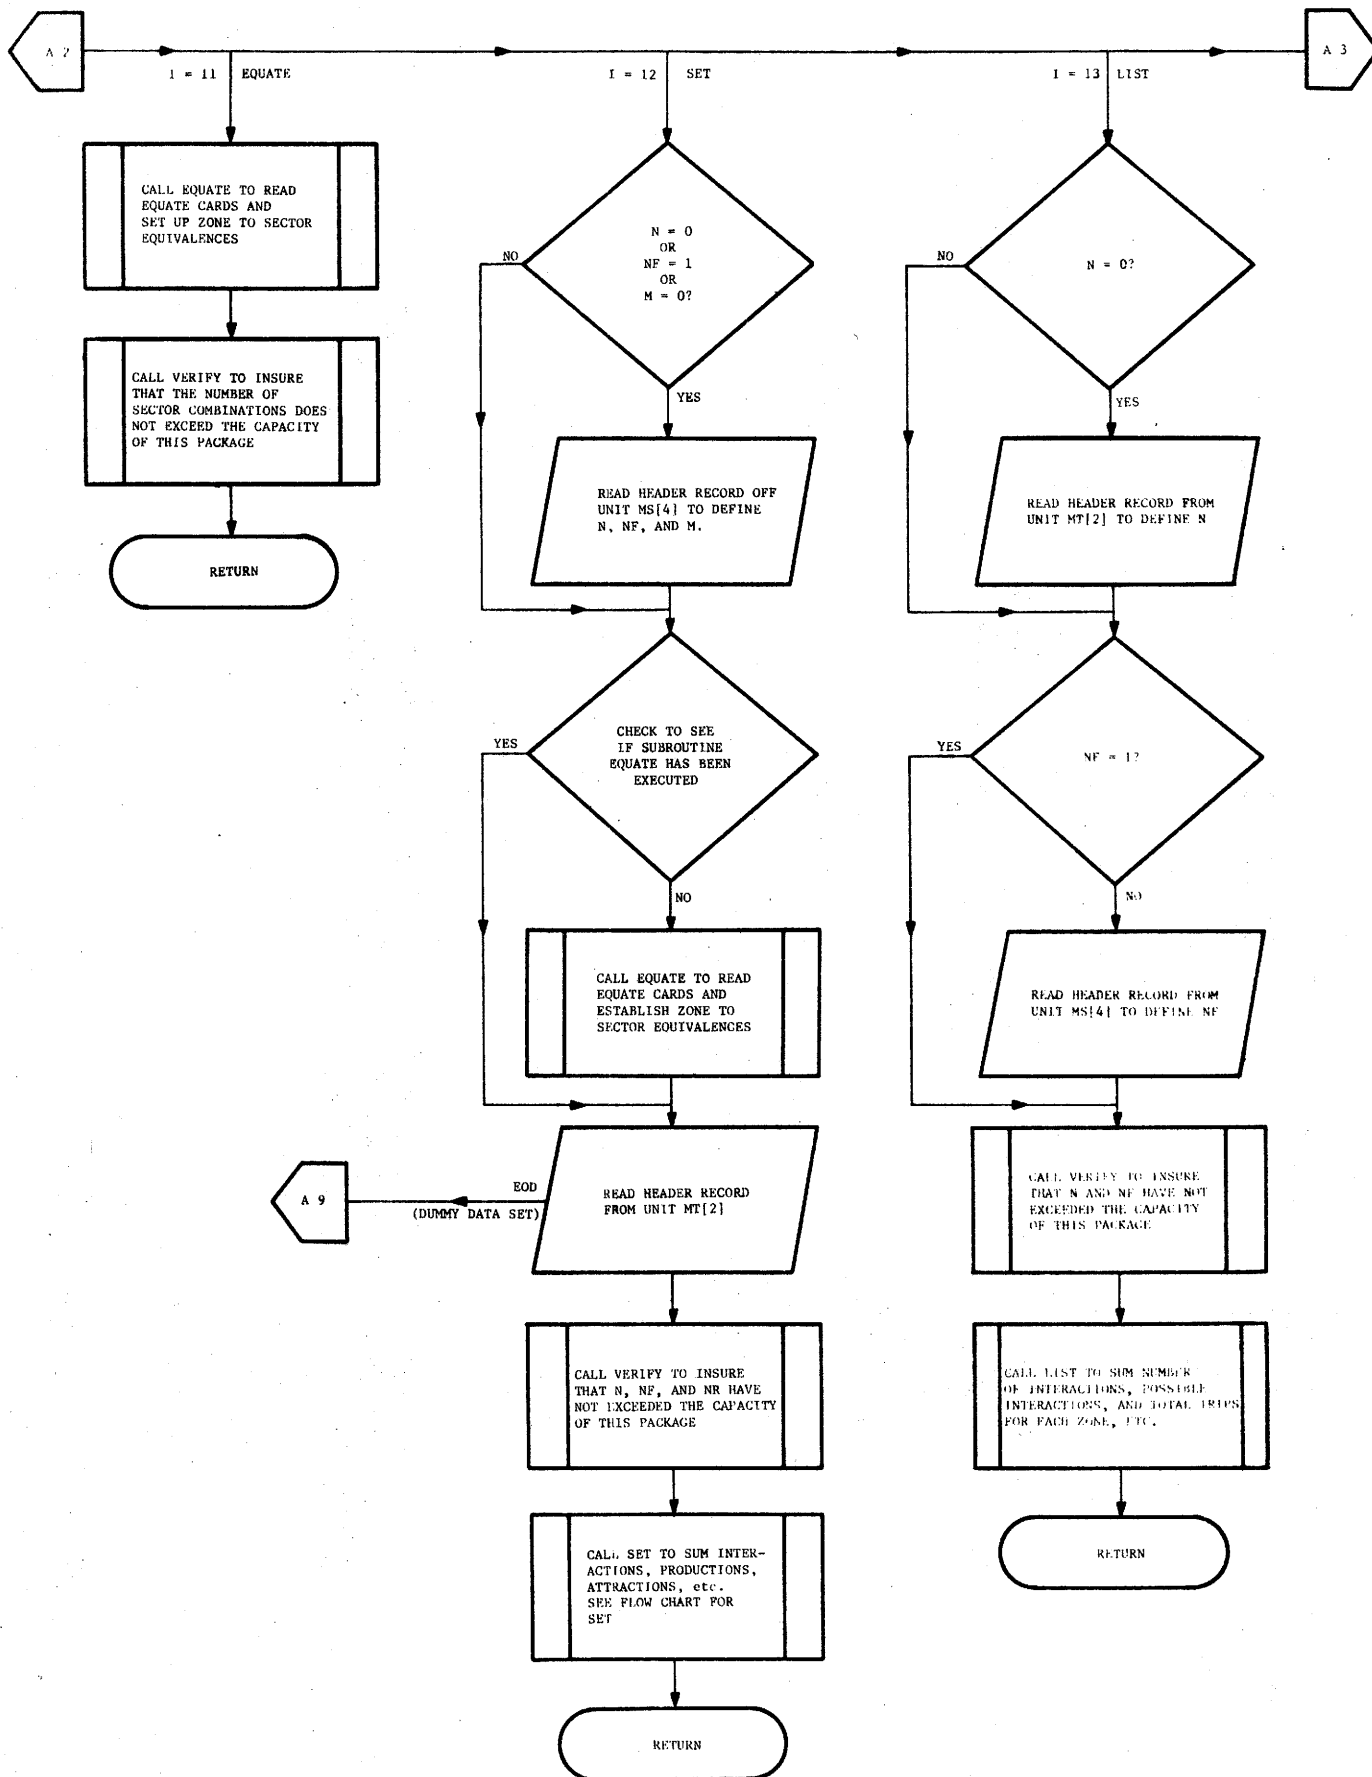 A 2
I = 11 EQUATE
I = 12 SET
I = 13 LIST
A 3
CALL EQUATE TO READ
EQUATE CARDS AND
SET UP ZONE TO SECTOR
EQUIVALENCES
CALL VERIFY TO INSURE
THAT THE NUMBER OF
SECTOR COMBINATIONS DOES
NOT EXCEED THE CAPACITY
OF THIS PACKAGE
RETURN
N = 0
OR
NF = 1
OR
M = 0?
NO
YES
READ HEADER RECORD OFF
UNIT MS[4] TO DEFINE
N, NF, AND M.
CHECK TO SEE
IF SUBROUTINE
EQUATE HAS BEEN
EXECUTED
YES
NO
CALL EQUATE TO READ
EQUATE CARDS AND
ESTABLISH ZONE TO
SECTOR EQUIVALENCES
READ HEADER RECORD
FROM UNIT MT[2]
EOD
(DUMMY DATA SET)
A 9
CALL VERIFY TO INSURE
THAT N, NF, AND NR HAVE
NOT EXCEEDED THE CAPACITY
OF THIS PACKAGE
CALL SET TO SUM INTER-
ACTIONS, PRODUCTIONS,
ATTRACTIONS, etc.
SEE FLOW CHART FOR
SET
RETURN
N = 0?
NO
YES
READ HEADER RECORD FROM
UNIT MT[2] TO DEFINE N
NF = 1?
YES
NO
READ HEADER RECORD FROM
UNIT MS[4] TO DEFINE NF
CALL VERIFY TO INSURE
THAT N AND NF HAVE NOT
EXCEEDED THE CAPACITY
OF THIS PACKAGE
CALL LIST TO SUM NUMBER
OF INTERACTIONS, POSSIBLE
INTERACTIONS, AND TOTAL TRIPS
FOR EACH ZONE, ETC.
RETURN